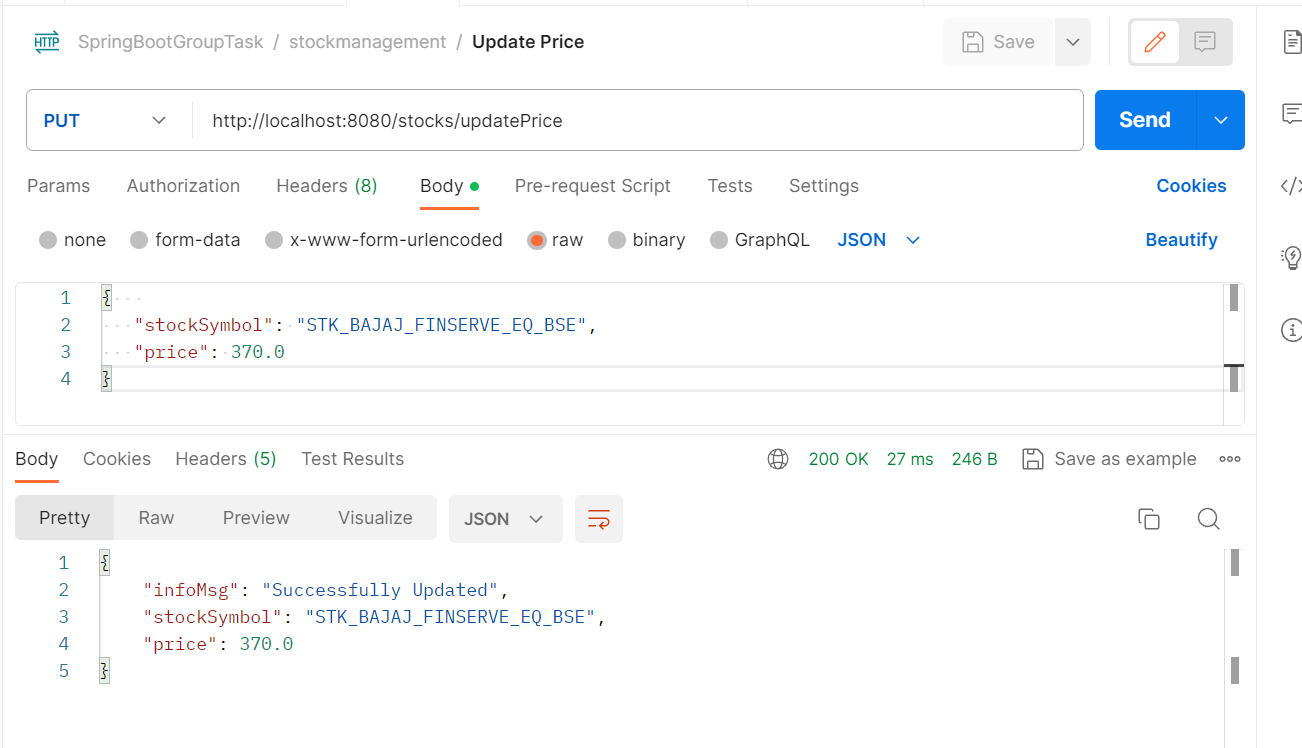 HTTP SpringBootGroupTask / stockmanagement / Update Price Save
PUT http://localhost:8080/stocks/updatePrice Send
Params Authorization Headers (8) Body Pre-request Script Tests Settings Cookies
none form-data x-www-form-urlencoded raw binary GraphQL JSON Beautify
1 {
2 "stockSymbol": "STK_BAJAJ_FINSERVE_EQ_BSE",
3 "price": 370.0
4 }
Body Cookies Headers (5) Test Results 200 OK 27 ms 246 B Save as example
Pretty Raw Preview Visualize JSON
1 {
2 "infoMsg": "Successfully Updated",
3 "stockSymbol": "STK_BAJAJ_FINSERVE_EQ_BSE",
4 "price": 370.0
5 }